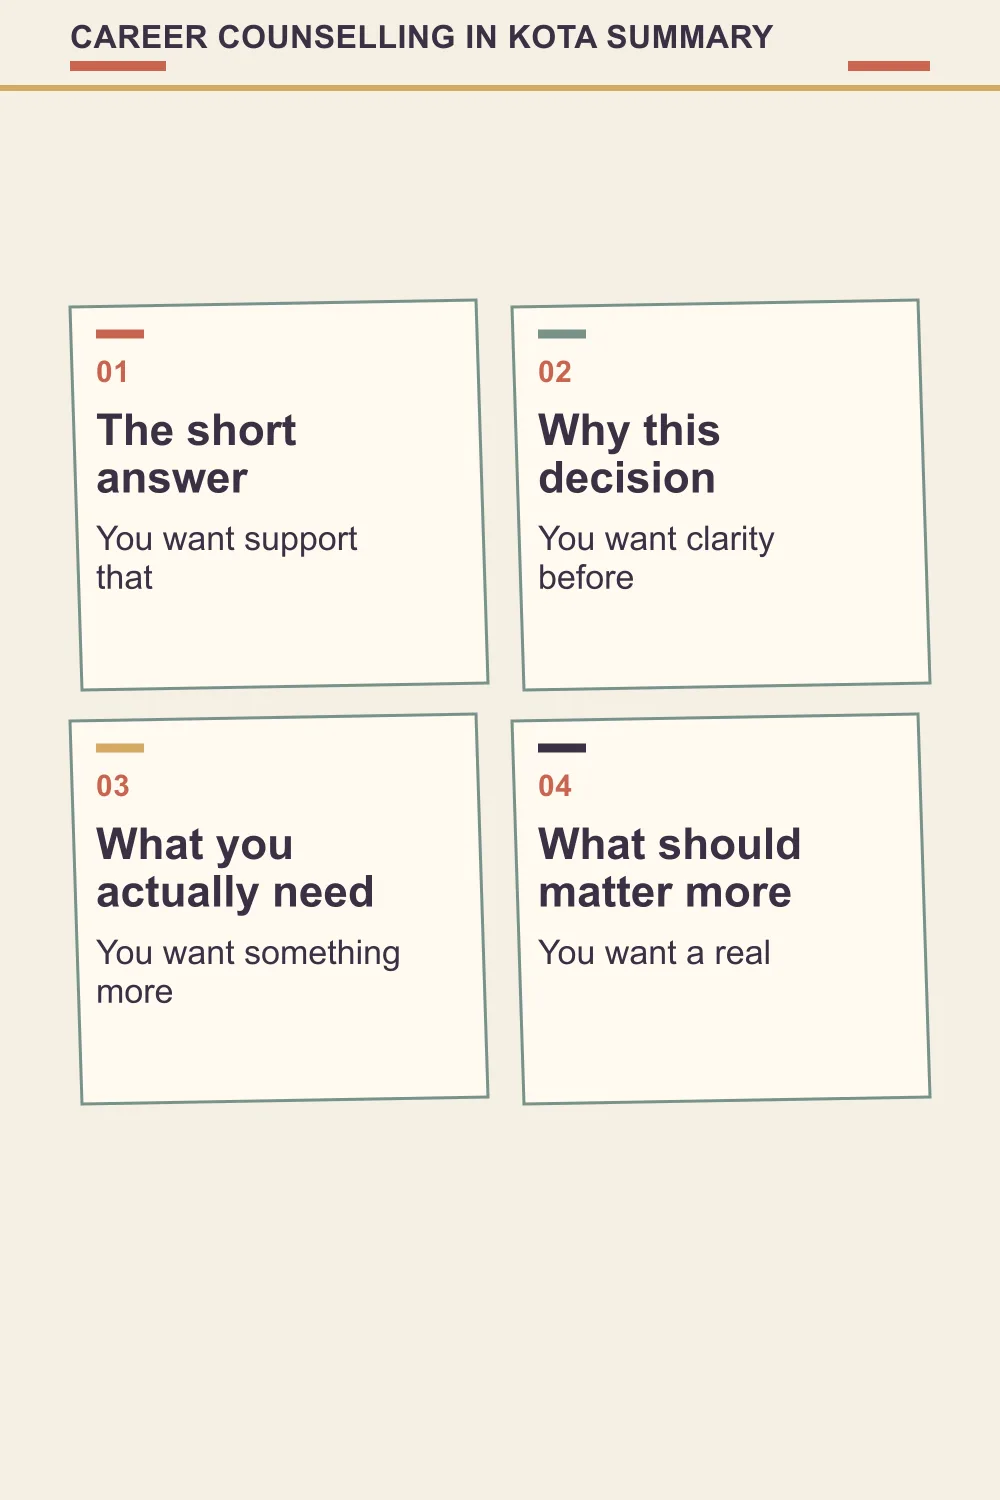 CAREER COUNSELLING IN KOTA SUMMARY
01
The short
answer
You want support
that
02
Why this
decision
You want clarity
before
03
What you
actually need
You want something
more
04
What should
matter more
You want a real